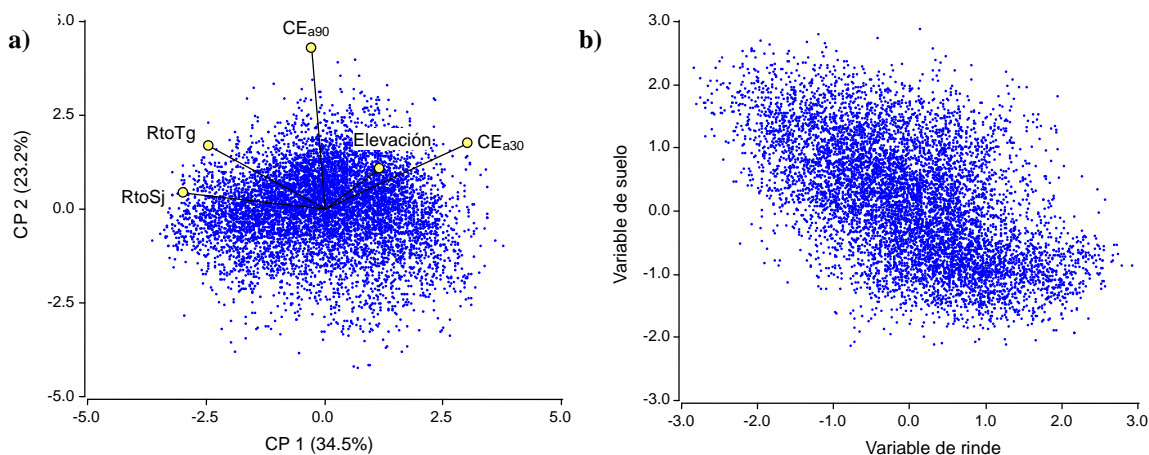 a)
5.0
2.5
0.0
-2.5
-5.0
CP 2 (23.2%)
CEa90
RtoTg
Elevación
CEa30
RtoSj
-5.0 -2.5 0.0 2.5 5.0
CP 1 (34.5%)
b)
3.0
2.0
1.0
0.0
-1.0
-2.0
-3.0
Variable de suelo
-3.0 -2.0 -1.0 0.0 1.0 2.0 3.0
Variable de rinde